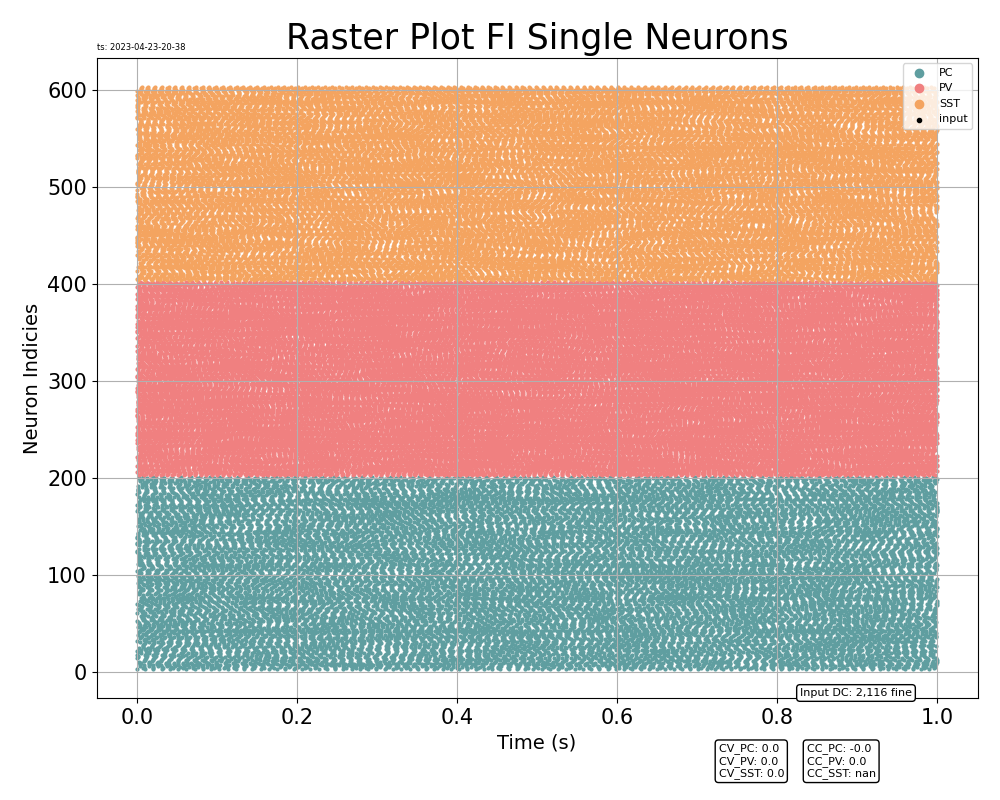 Raster Plot FI Single Neurons
ts: 2023-04-23-20-38
PC
PV
SST
input
600
500
400
300
200
100
0
Neuron Indicies
0.0 0.2 0.4 0.6 0.8 1.0
Input DC: 2,116 fine
Time (s)
CV_PC: 0.0
CV_PV: 0.0
CV_SST: 0.0
CC_PC: -0.0
CC_PV: 0.0
CC_SST: nan